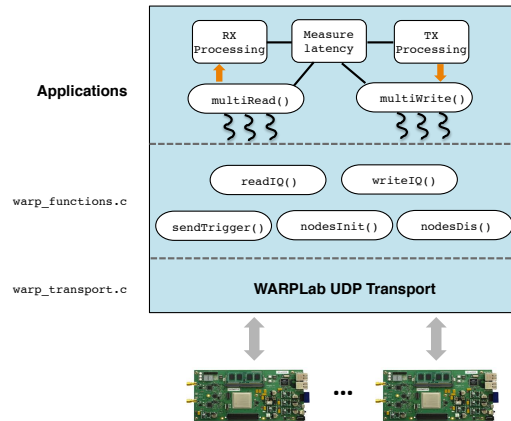 RX
Processing
Measure
latency
TX
Processing
Applications
multiRead()
multiWrite()
readIQ()
writeIQ()
warp_functions.c
sendTrigger()
nodesInit()
nodesDis()
warp_transport.c
WARPLab UDP Transport
...